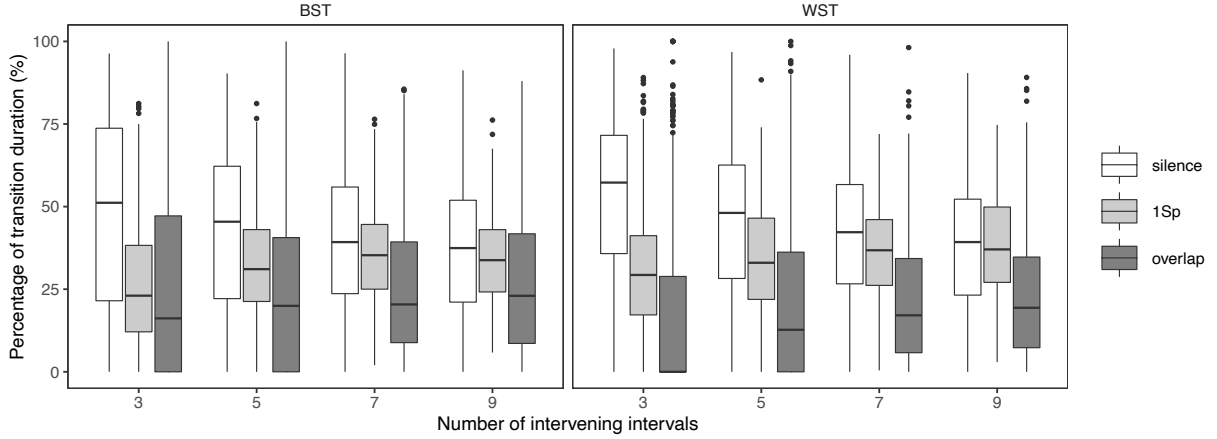 BST
WST
Percentage of transition duration (%)
100
75
50
25
0
3
5
7
9
3
5
7
9
Number of intervening intervals
silence
1Sp
overlap